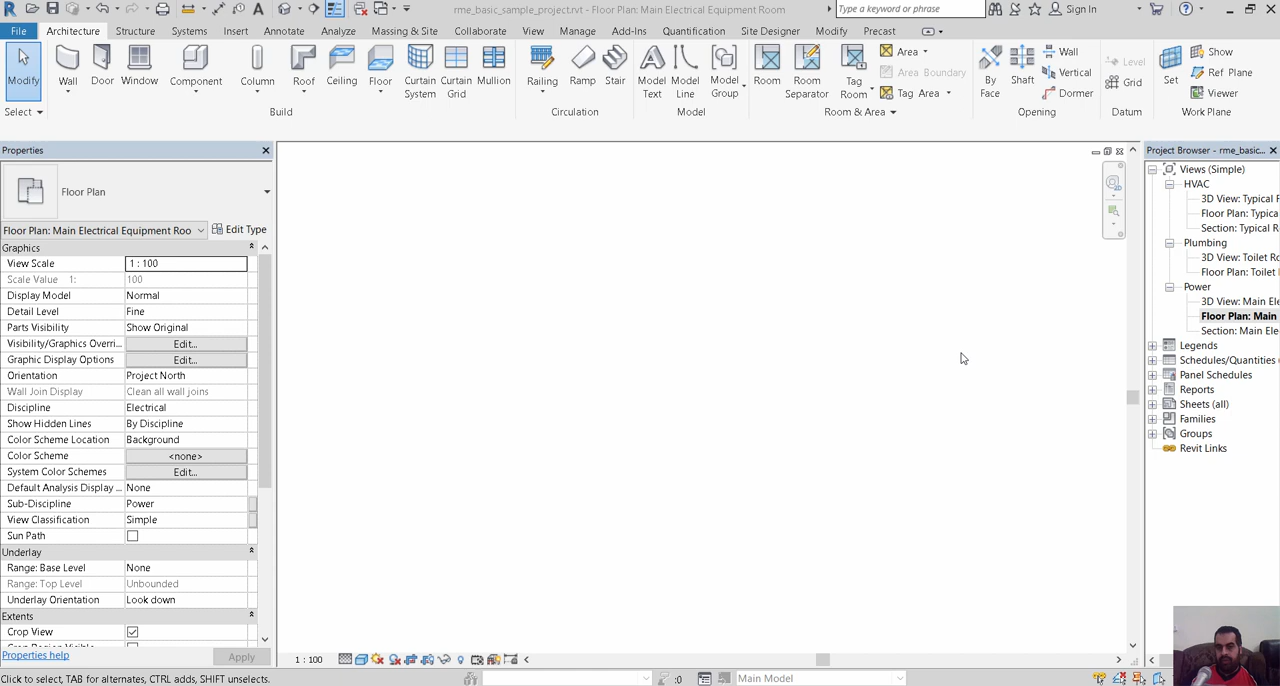 rme_basic_sample_project.rvt - Floor Plan: Main Electrical Equipment Room
Type a keyword or phrase
Sign In
File Architecture Structure Systems Insert Annotate Analyze Massing & Site Collaborate View Manage Add-Ins Quantification Site Designer Modify Precast
Modify
Wall
Door
Window
Component
Column
Roof
Ceiling
Floor
Curtain System
Curtain Grid
Mullion
Railing
Ramp
Stair
Model Text
Model Line
Model Group
Room
Room Separator
Tag Room
Area
Area Boundary
Tag Area
By Face
Shaft
Wall
Vertical
Dormer
Level
Grid
Set
Show
Ref Plane
Viewer
Select Build Circulation Model Room & Area Opening Datum Work Plane
Properties
Floor Plan
Floor Plan: Main Electrical Equipment Roo Edit Type
Graphics
View Scale 1 : 100
Scale Value 1: 100
Display Model Normal
Detail Level Fine
Parts Visibility Show Original
Visibility/Graphics Overri... Edit...
Graphic Display Options Edit...
Orientation Project North
Wall Join Display Clean all wall joins
Discipline Electrical
Show Hidden Lines By Discipline
Color Scheme Location Background
Color Scheme <none>
System Color Schemes Edit...
Default Analysis Display ... None
Sub-Discipline Power
View Classification Simple
Sun Path
Underlay
Range: Base Level None
Range: Top Level Unbounded
Underlay Orientation Look down
Extents
Crop View
Properties help Apply
Project Browser - rme_basic...
Views (Simple)
HVAC
3D View: Typical F
Floor Plan: Typica
Section: Typical R
Plumbing
3D View: Toilet Ro
Floor Plan: Toilet
Power
3D View: Main Ele
Floor Plan: Main
Section: Main Ele
Legends
Schedules/Quantities
Panel Schedules
Reports
Sheets (all)
Families
Groups
Revit Links
1 : 100
Click to select, TAB for alternates, CTRL adds, SHIFT unselects.
:0
Main Model